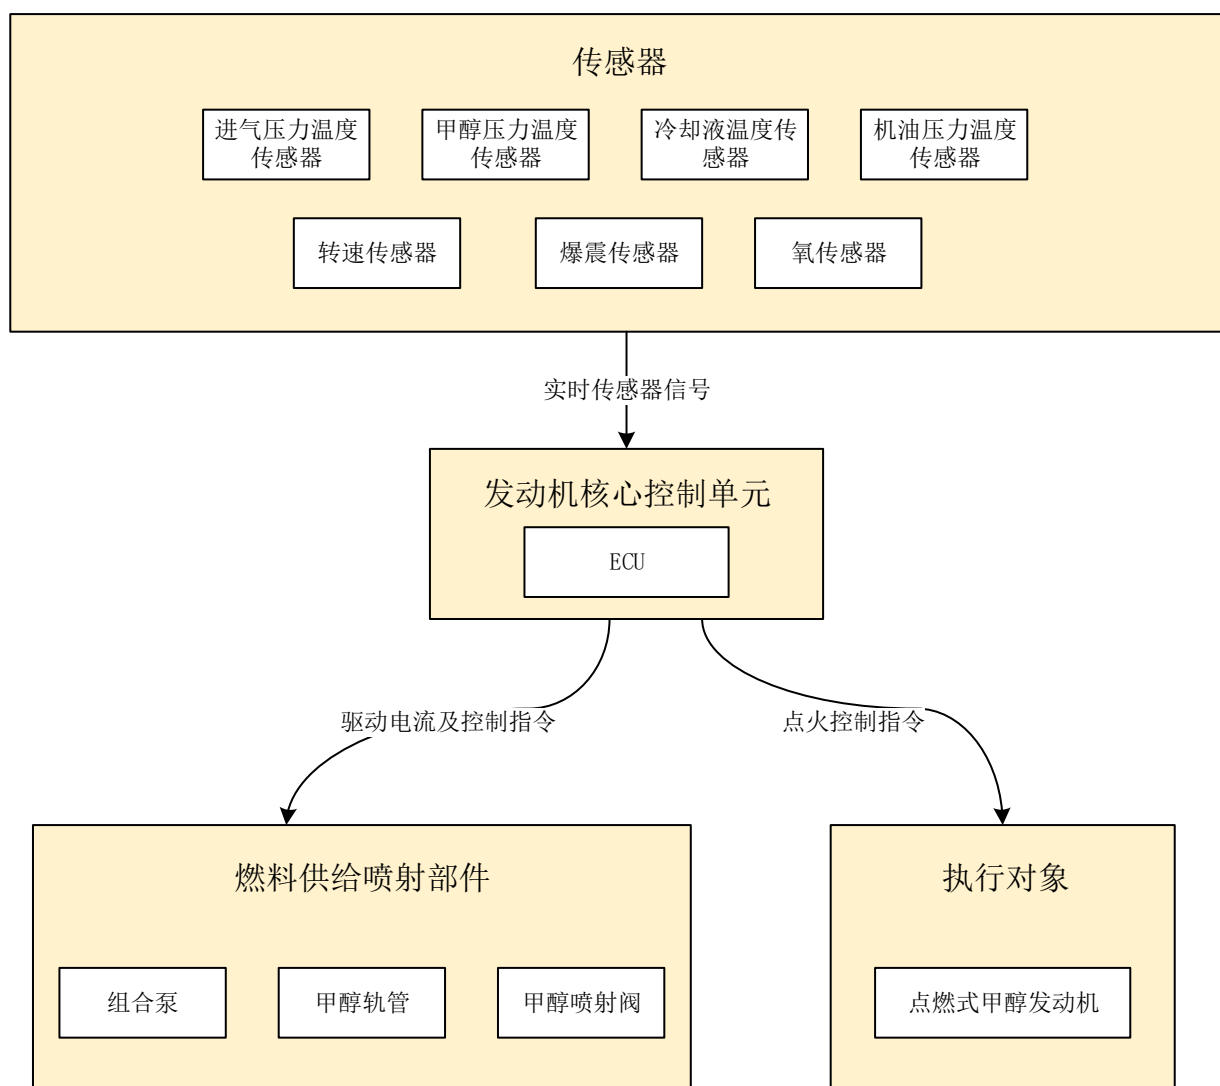 传感器
进气压力温度
传感器
甲醇压力温度
传感器
冷却液温度传
感器
机油压力温度
传感器
转速传感器
爆震传感器
氧传感器
实时传感器信号
发动机核心控制单元
ECU
驱动电流及控制指令
点火控制指令
燃料供给喷射部件
组合泵
甲醇轨管
甲醇喷射阀
执行对象
点燃式甲醇发动机